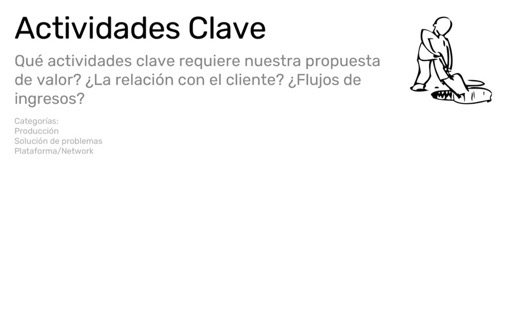 Actividades Clave
Qué actividades clave requiere nuestra propuesta
de valor? ¿La relación con el cliente? ¿Flujos de
ingresos?
Categorías:
Producción
Solución de problemas
Plataforma/Network